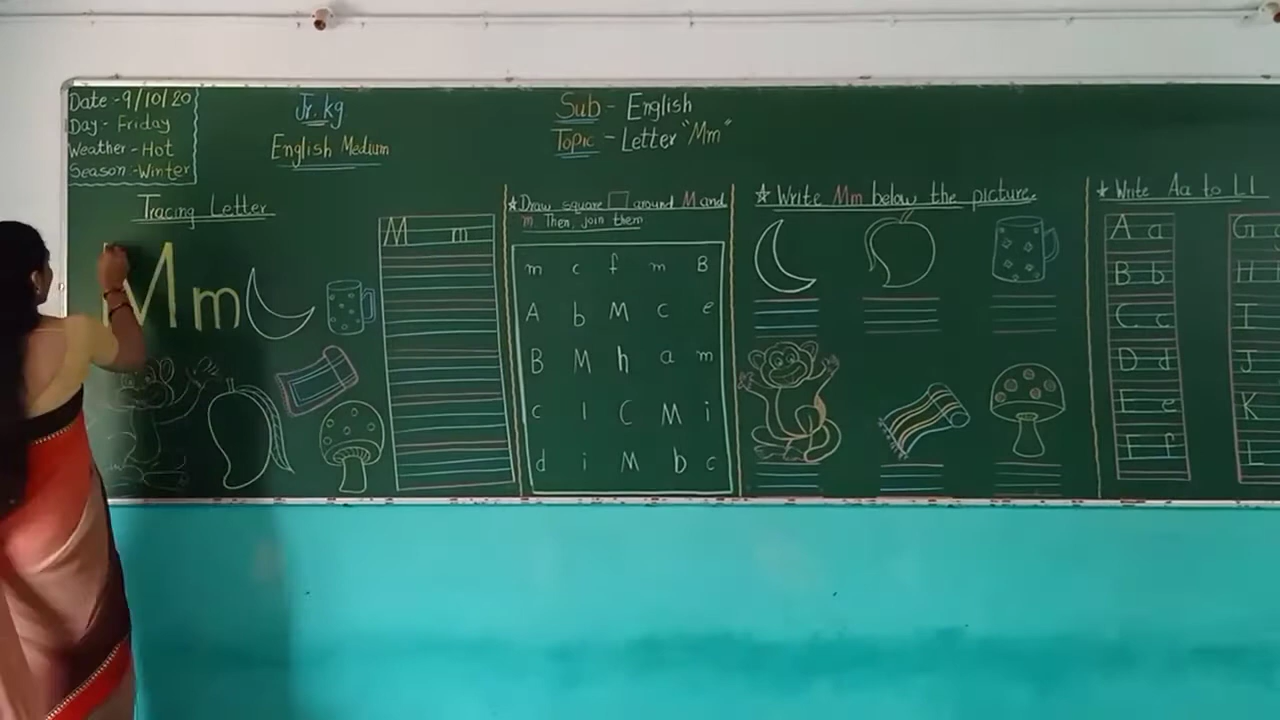 Date - 9/10/20
Day - Friday
Weather - Hot
Season - Winter
Jr. kg
English Medium
Sub - English
Topic - Letter "Mm"
Tracing Letter
Mm
M m
* Draw square □ around M and
m. Then, join them
m c f m B
A b M c e
B M h a m
c l C M i
d i M b c
☆ Write Mm below the picture.
* Write Aa to Ll
A a
B b
C c
D d
E e
F f
G
H
I
J
K
L